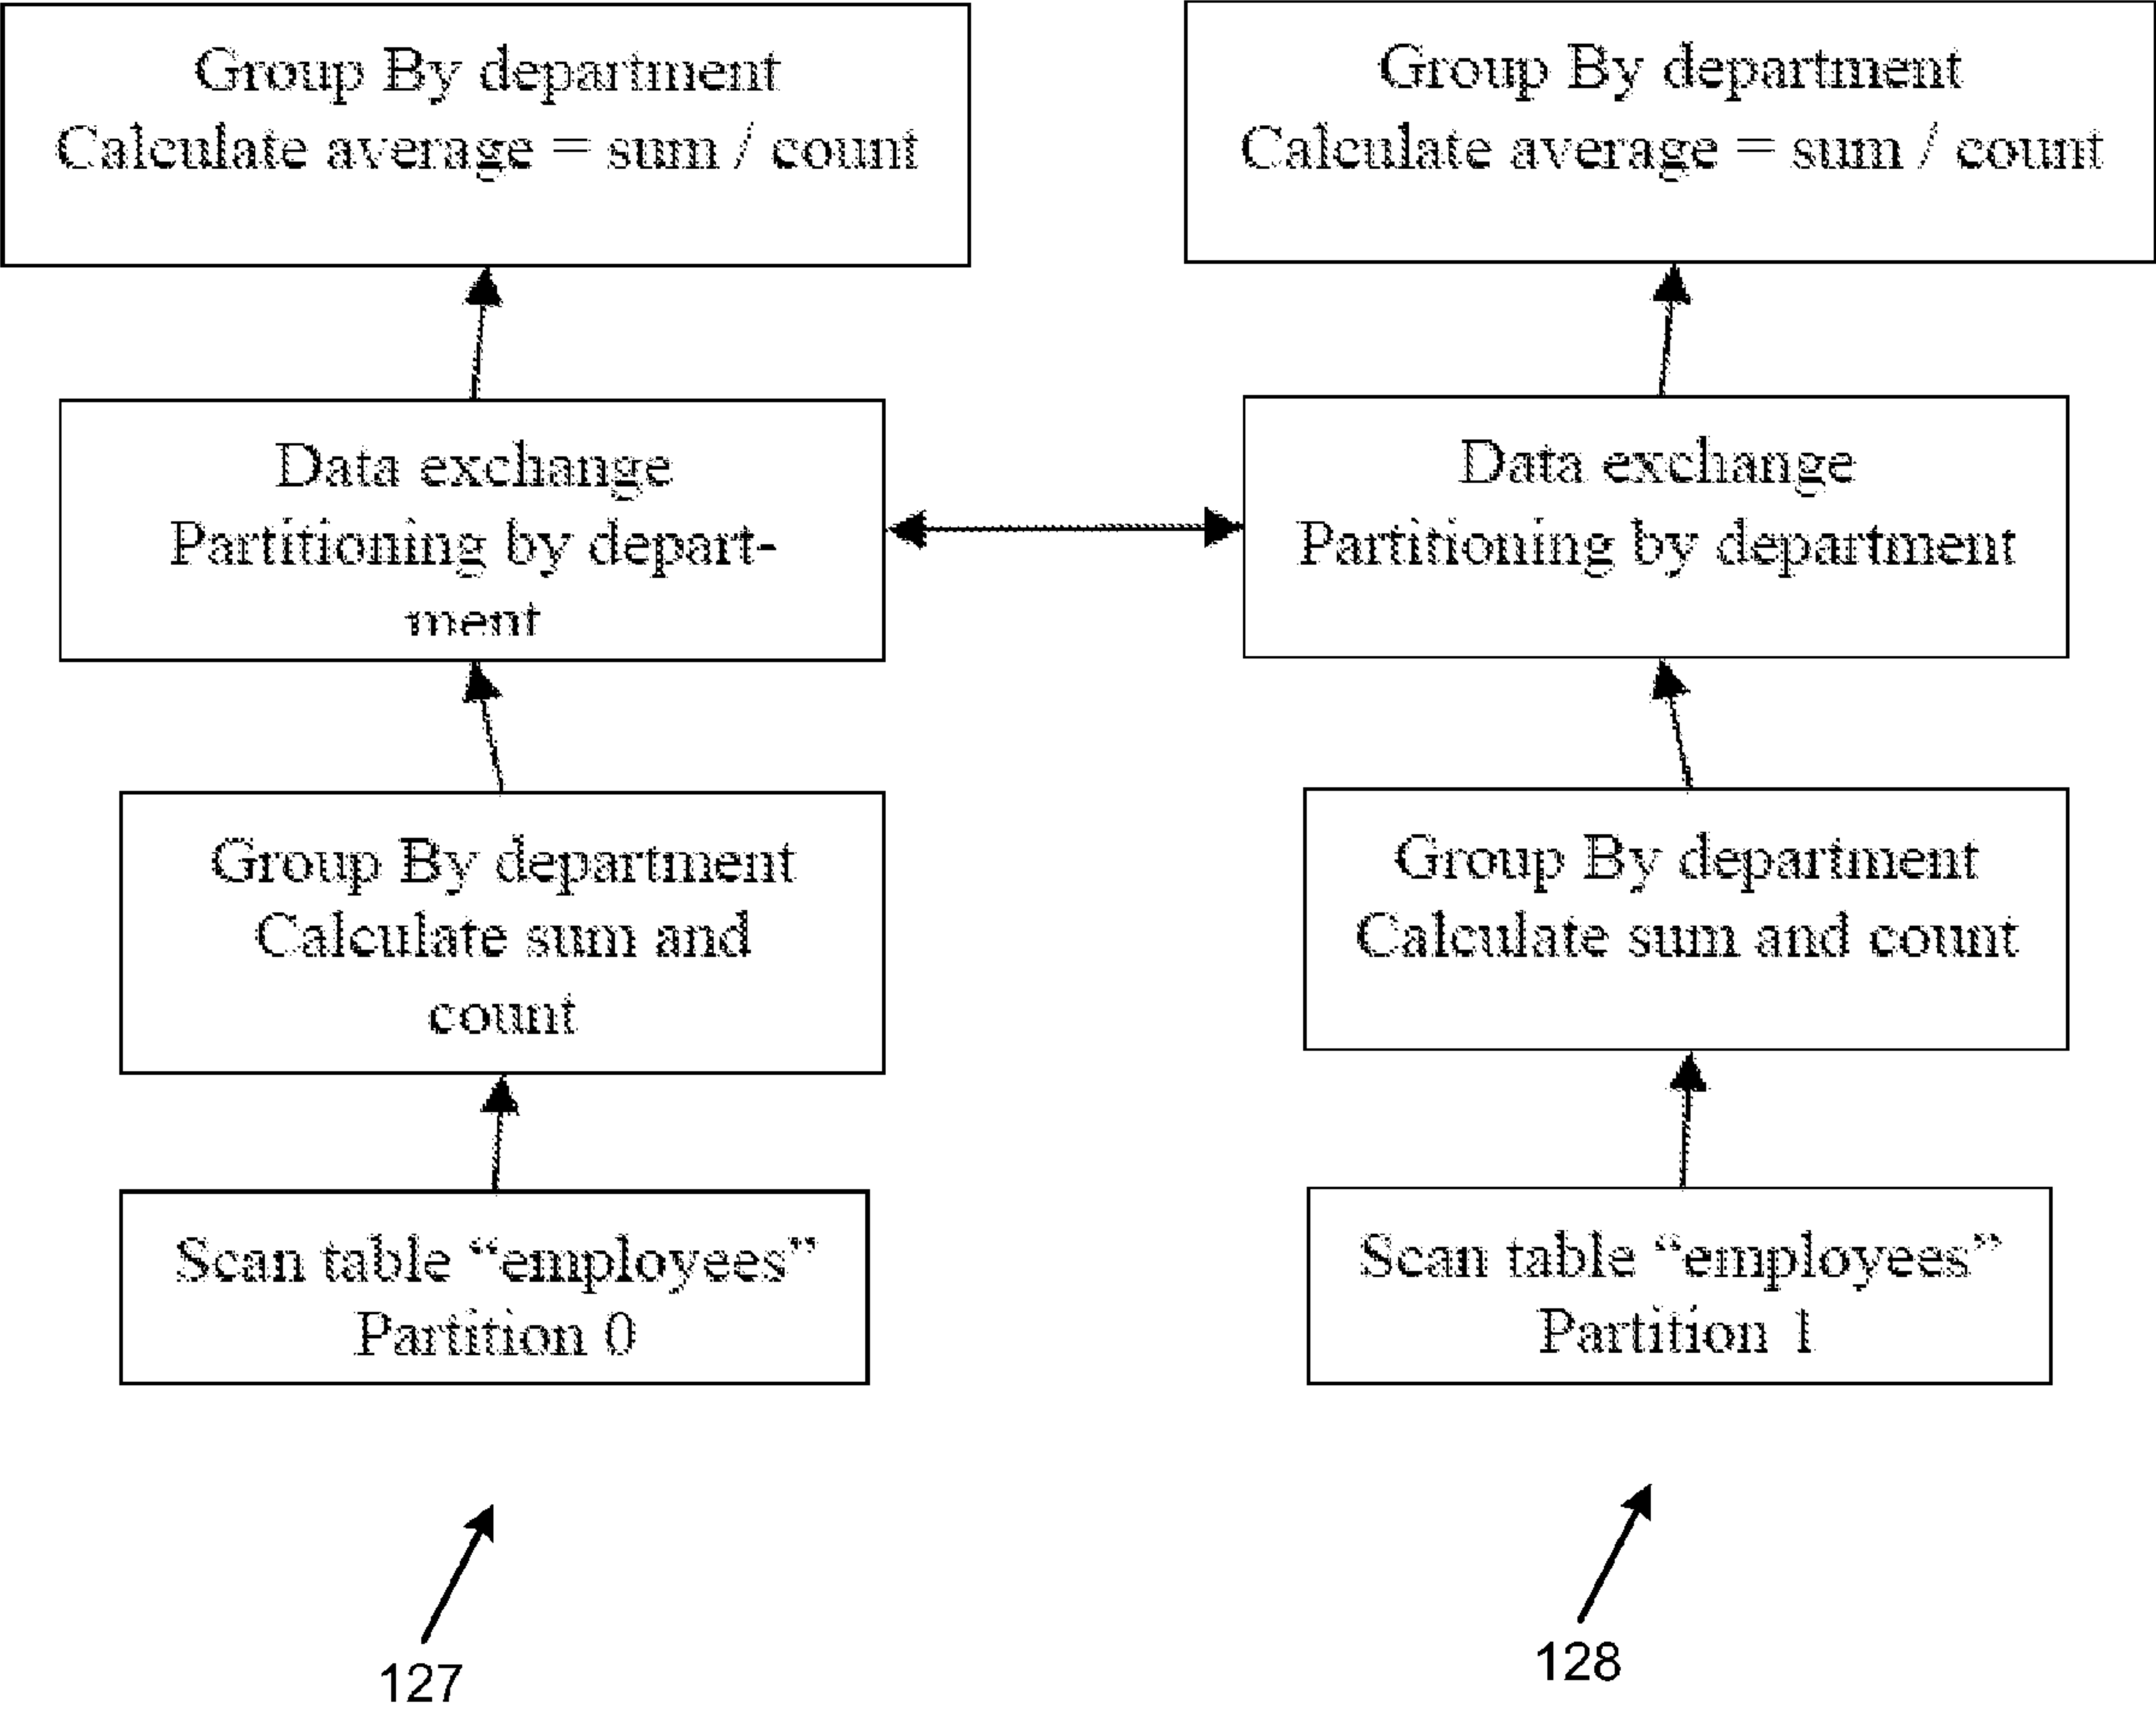 Group By department
Calculate average = sum / count
Group By department
Calculate average = sum / count
Data exchange
Partitioning by depart-
ment
Data exchange
Partitioning by department
Group By department
Calculate sum and
count
Group By department
Calculate sum and count
Scan table “employees”
Partition 0
Scan table “employees”
Partition 1
127
128